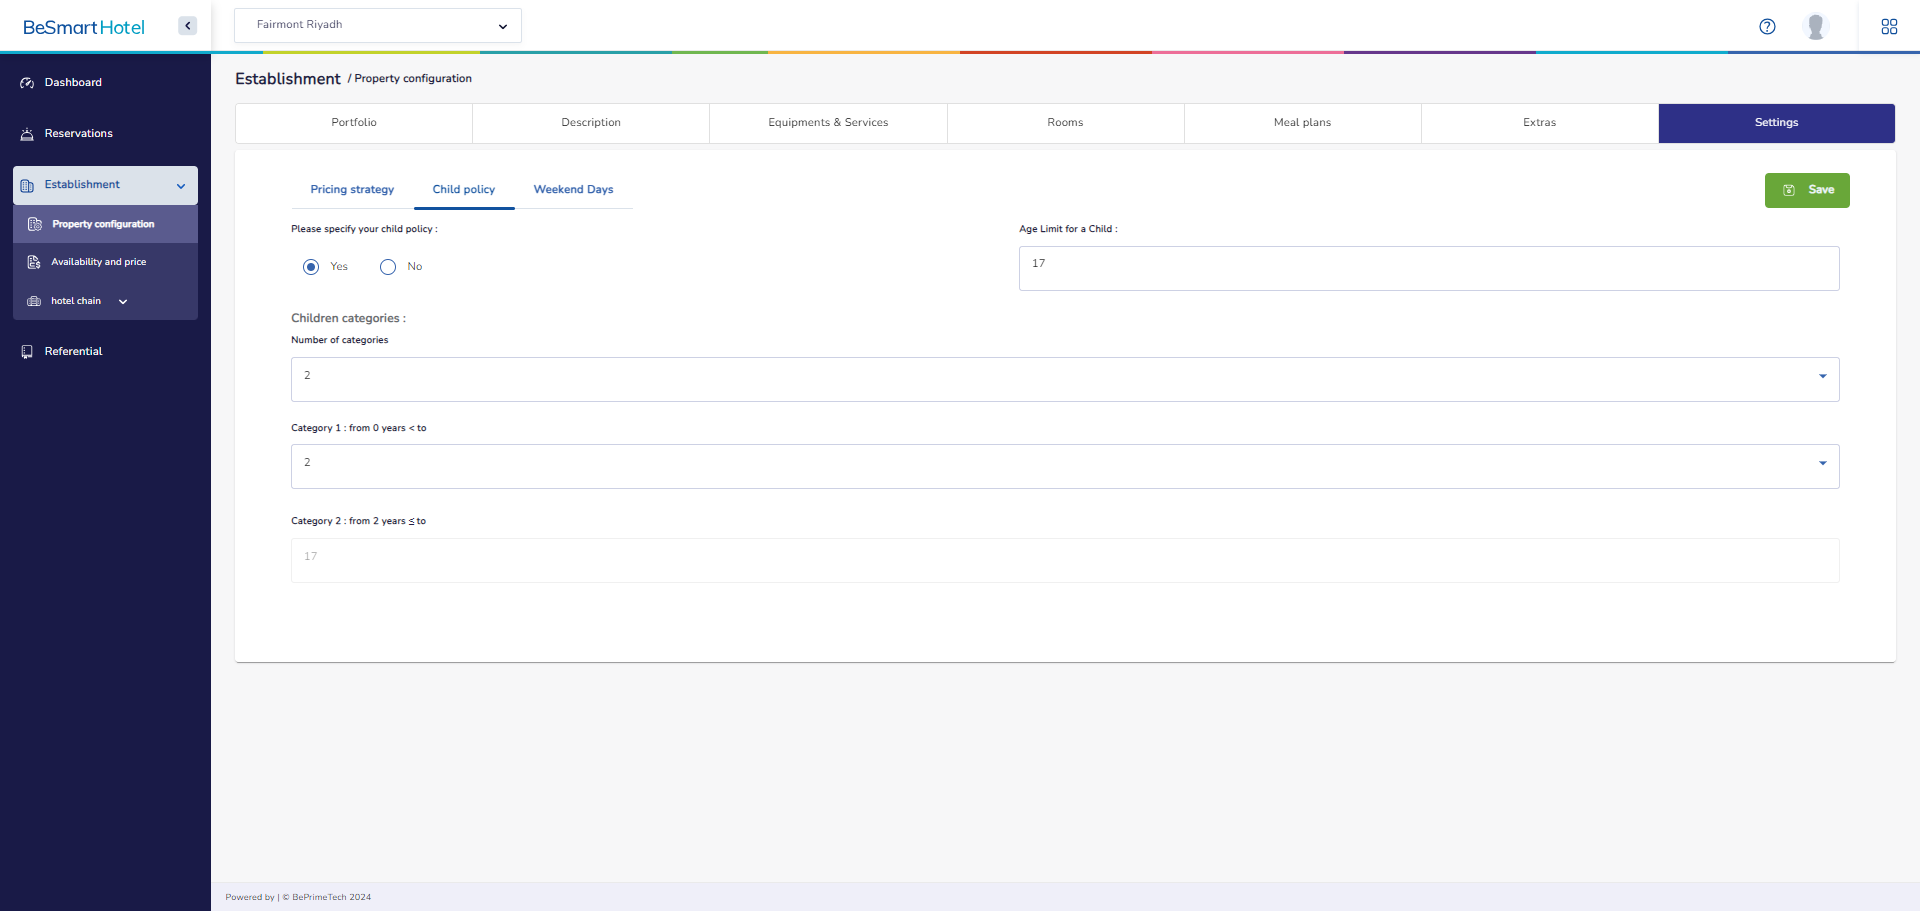 BeSmart Hotel
Fairmont Riyadh
Dashboard
Reservations
Establishment
Property configuration
Availability and price
hotel chain
Referential
Establishment / Property configuration
Portfolio
Description
Equipments & Services
Rooms
Meal plans
Extras
Settings
Pricing strategy
Child policy
Weekend Days
Save
Please specify your child policy :
Yes
No
Age Limit for a Child :
17
Children categories :
Number of categories
2
Category 1 : from 0 years < to
2
Category 2 : from 2 years ≤ to
17
Powered by | © BePrimeTech 2024